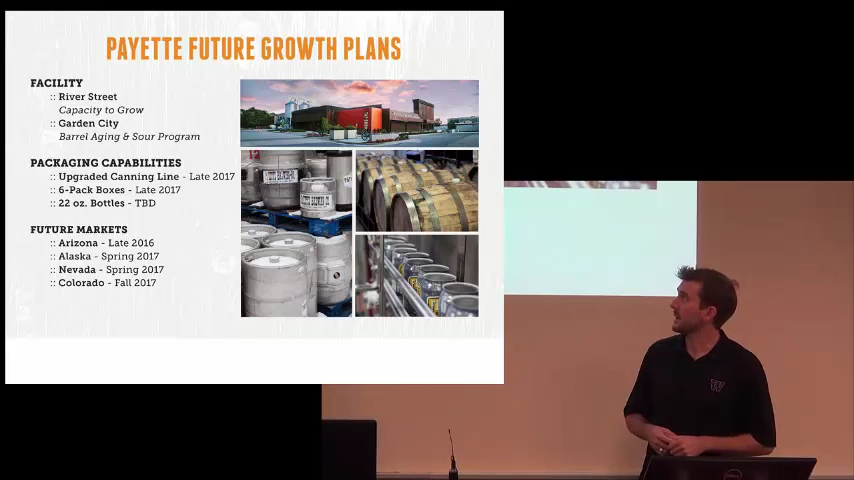 PAYETTE FUTURE GROWTH PLANS
FACILITY
:: River Street
Capacity to Grow
:: Garden City
Barrel Aging & Sour Program
PACKAGING CAPABILITIES
:: Upgraded Canning Line - Late 2017
:: 6-Pack Boxes - Late 2017
:: 22 oz. Bottles - TBD
FUTURE MARKETS
:: Arizona - Late 2016
:: Alaska - Spring 2017
:: Nevada - Spring 2017
:: Colorado - Fall 2017
W